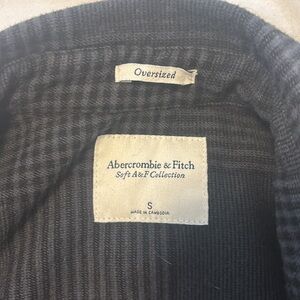 Oversized
Abercrombie & Fitch
Soft A&F Collection
S
MADE IN CAMBODIA